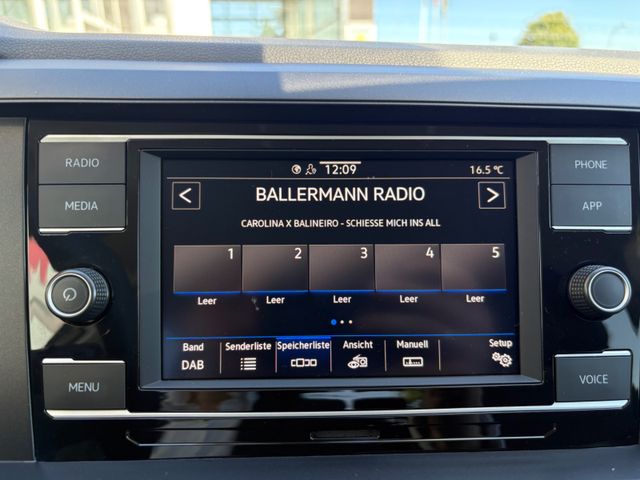 12:09 16.5 °C
RADIO
MEDIA
MENU
< BALLERMANN RADIO >
CAROLINA X BALINEIRO - SCHIESSE MICH INS ALL
1 2 3 4 5
Leer Leer Leer Leer Leer
Band Senderliste Speicherliste Ansicht Manuell Setup
DAB
PHONE
APP
VOICE